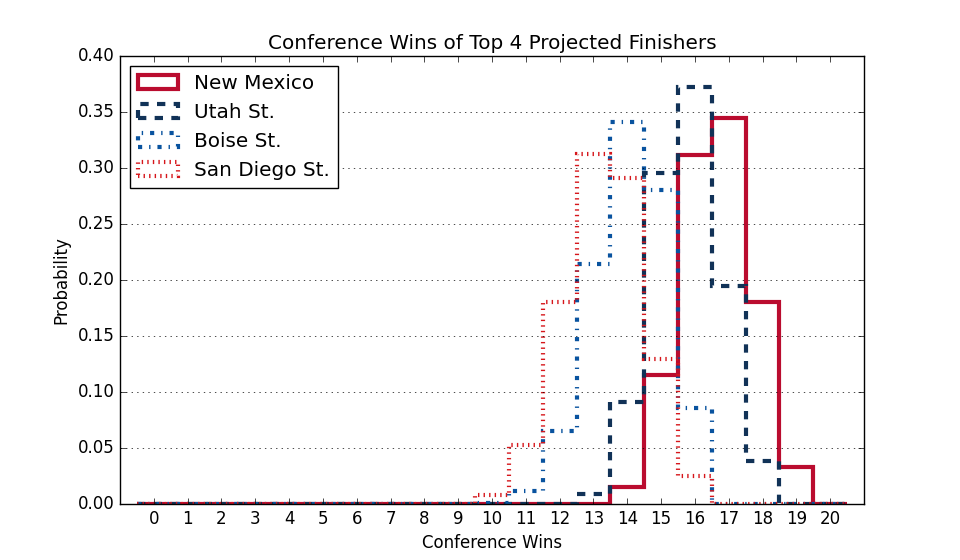 Conference Wins of Top 4 Projected Finishers
New Mexico
Utah St.
Boise St.
San Diego St.
0.40
0.35
0.30
0.25
0.20
0.15
0.10
0.05
0.00
Probability
0 1 2 3 4 5 6 7 8 9 10 11 12 13 14 15 16 17 18 19 20
Conference Wins